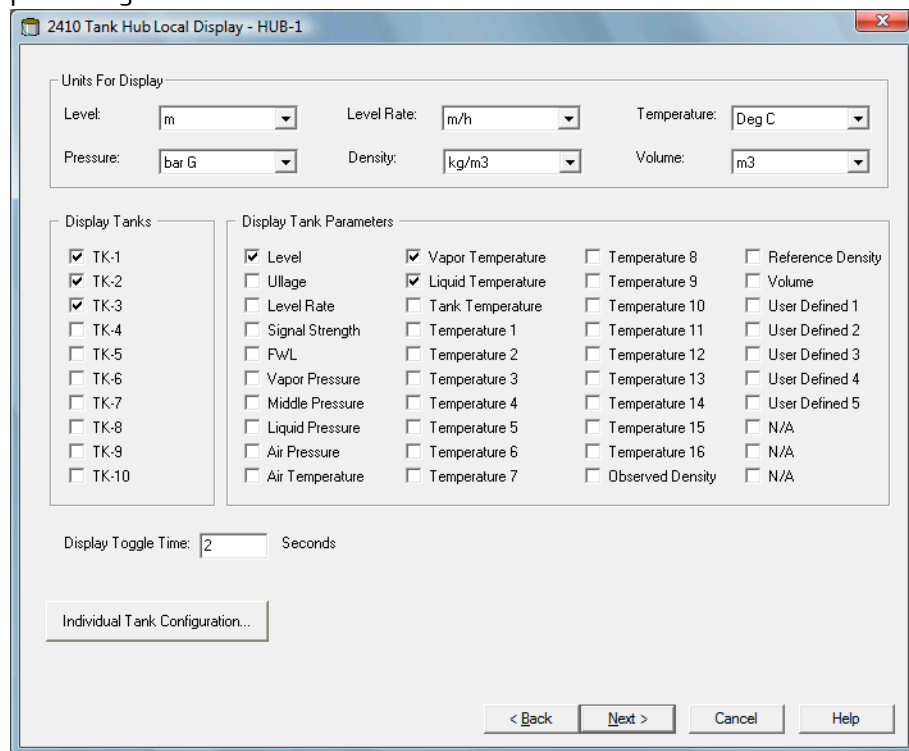 2410 Tank Hub Local Display - HUB-1
Units For Display
Level: m Level Rate: m/h Temperature: Deg C
Pressure: bar G Density: kg/m3 Volume: m3
Display Tanks Display Tank Parameters
TK-1 Level Vapor Temperature Temperature 8 Reference Density
TK-2 Ullage Liquid Temperature Temperature 9 Volume
TK-3 Level Rate Tank Temperature Temperature 10 User Defined 1
TK-4 Signal Strength Temperature 1 Temperature 11 User Defined 2
TK-5 FWL Temperature 2 Temperature 12 User Defined 3
TK-6 Vapor Pressure Temperature 3 Temperature 13 User Defined 4
TK-7 Middle Pressure Temperature 4 Temperature 14 User Defined 5
TK-8 Liquid Pressure Temperature 5 Temperature 15 N/A
TK-9 Air Pressure Temperature 6 Temperature 16 N/A
TK-10 Air Temperature Temperature 7 Observed Density N/A
Display Toggle Time: 2 Seconds
Individual Tank Configuration...
< Back Next > Cancel Help